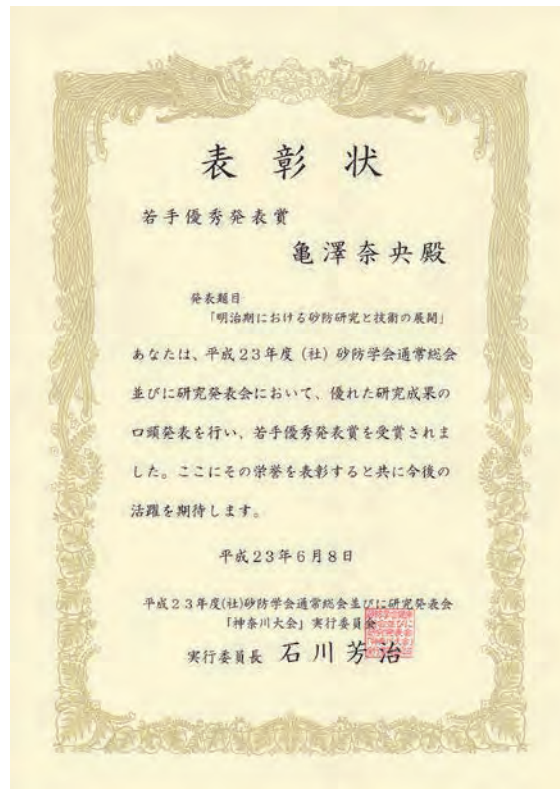 表彰状
若手優秀発表賞
亀澤奈央殿
発表題目
「明治期における砂防研究と技術の展開」
あなたは、平成23年度(社)砂防学会通常総会
並びに研究発表会において、優れた研究成果の
口頭発表を行い、若手優秀発表賞を受賞されま
した。ここにその栄誉を表彰すると共に今後の
活躍を期待します。
平成23年6月8日
平成23年度(社)砂防学会通常総会並びに研究発表会
「神奈川大会」実行委員会
実行委員長 石川芳治